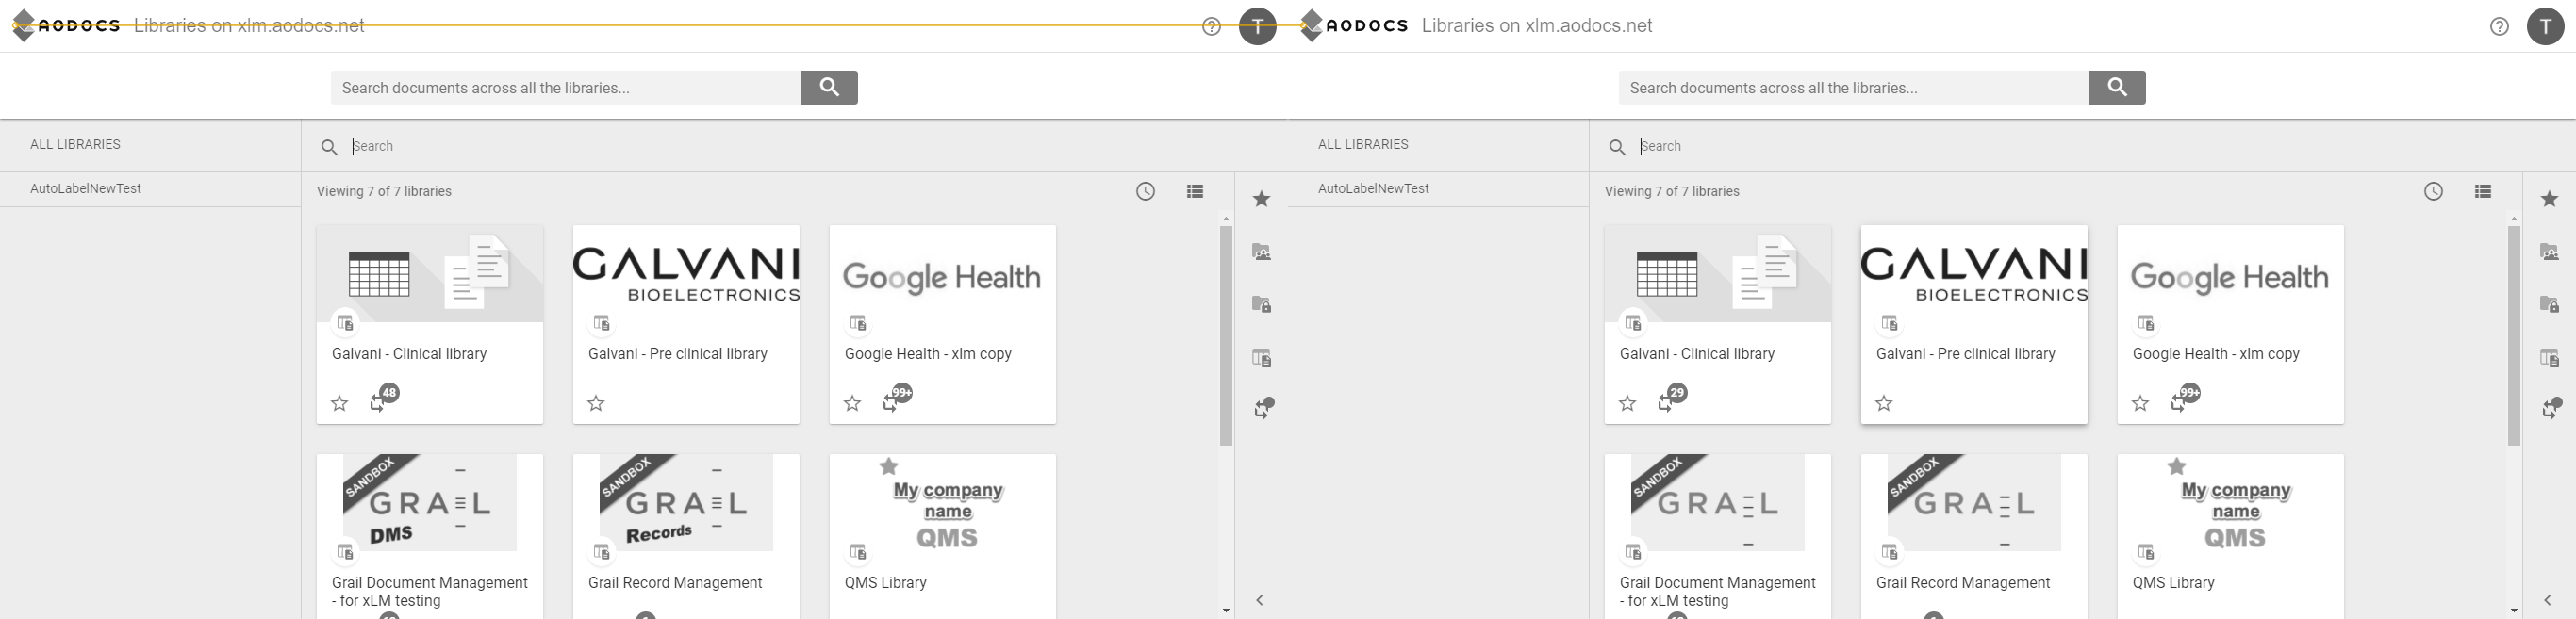 AODOCS Libraries on xlm.aodocs.net T
Search documents across all the libraries...
ALL LIBRARIES
Search
AutoLabelNewTest
Viewing 7 of 7 libraries
GALVANI
BIOELECTRONICS
Google Health
Galvani - Clinical library
Galvani - Pre clinical library
Google Health - xlm copy
48
99+
SANDBOX
GRAIL
DMS
SANDBOX
GRAIL
Records
My company
name
QMS
Grail Document Management
- for xLM testing
Grail Record Management
QMS Library
AODOCS Libraries on xlm.aodocs.net T
Search documents across all the libraries...
ALL LIBRARIES
Search
AutoLabelNewTest
Viewing 7 of 7 libraries
GALVANI
BIOELECTRONICS
Google Health
Galvani - Clinical library
Galvani - Pre clinical library
Google Health - xlm copy
29
99+
SANDBOX
GRAIL
SANDBOX
GRAIL
My company
name
QMS
Grail Document Management
- for xLM testing
Grail Record Management
QMS Library